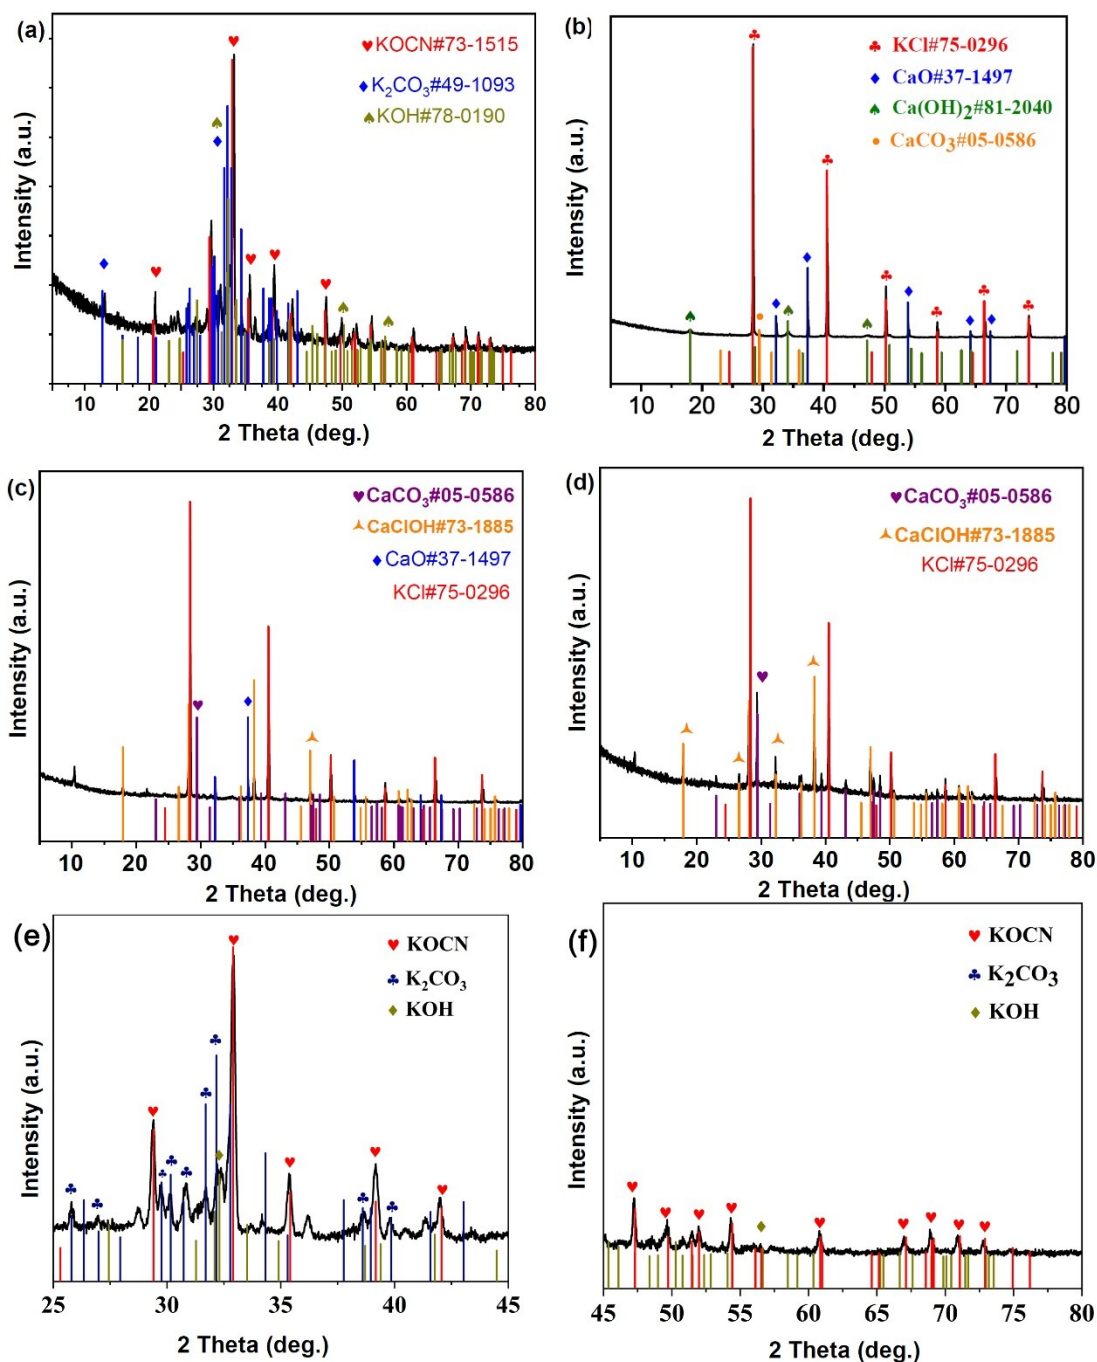 (a)
♥KOCN#73-1515
♦K₂CO₃#49-1093
♠KOH#78-0190
Intensity (a.u.)
10 20 30 40 50 60 70 80
2 Theta (deg.)
(b)
♣ KCl#75-0296
♦ CaO#37-1497
♠ Ca(OH)₂#81-2040
● CaCO₃#05-0586
Intensity (a.u.)
10 20 30 40 50 60 70 80
2 Theta (deg.)
(c)
♥CaCO₃#05-0586
CaClOH#73-1885
♦CaO#37-1497
KCl#75-0296
Intensity (a.u.)
10 20 30 40 50 60 70 80
2 Theta (deg.)
(d)
♥CaCO₃#05-0586
CaClOH#73-1885
KCl#75-0296
Intensity (a.u.)
10 20 30 40 50 60 70 80
2 Theta (deg.)
(e)
♥ KOCN
♣ K₂CO₃
♦ KOH
Intensity (a.u.)
25 30 35 40 45
2 Theta (deg.)
(f)
♥ KOCN
♣ K₂CO₃
♦ KOH
Intensity (a.u.)
45 50 55 60 65 70 75 80
2 Theta (deg.)